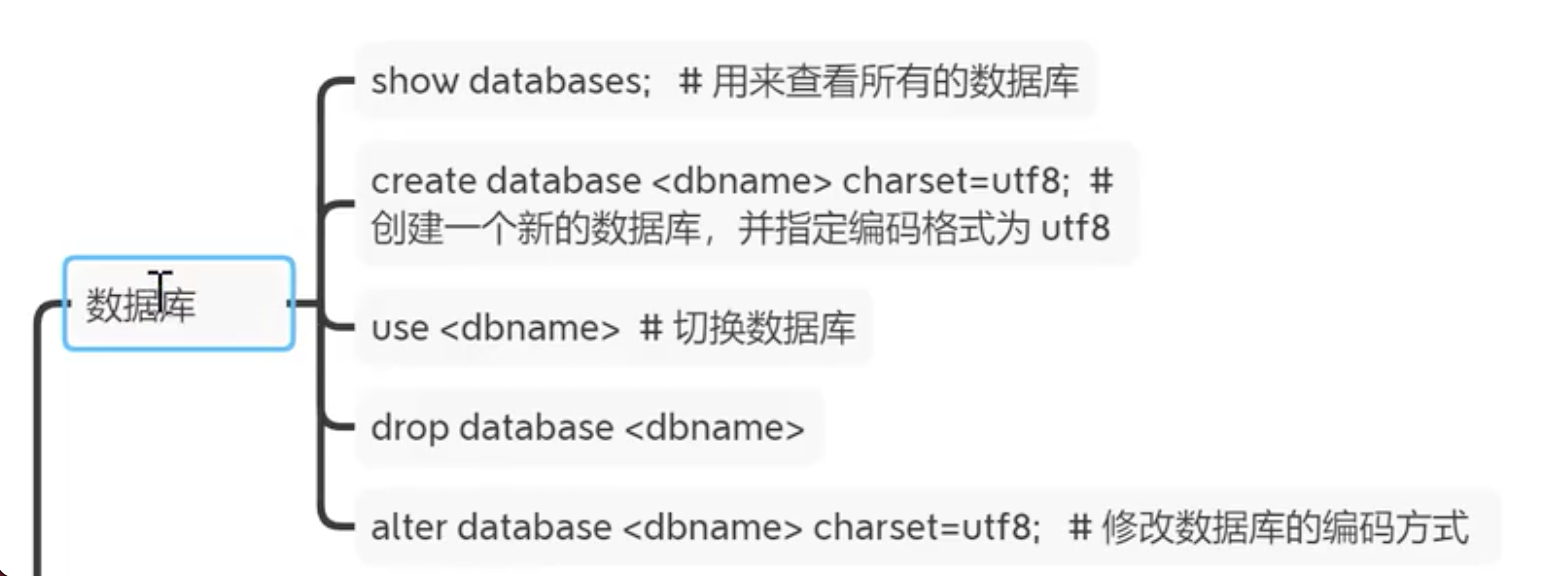 show databases;  # 用来查看所有的数据库
create database <dbname> charset=utf8;  #
创建一个新的数据库，并指定编码格式为 utf8
数据库
use <dbname>  # 切换数据库
drop database <dbname>
alter database <dbname> charset=utf8;  # 修改数据库的编码方式